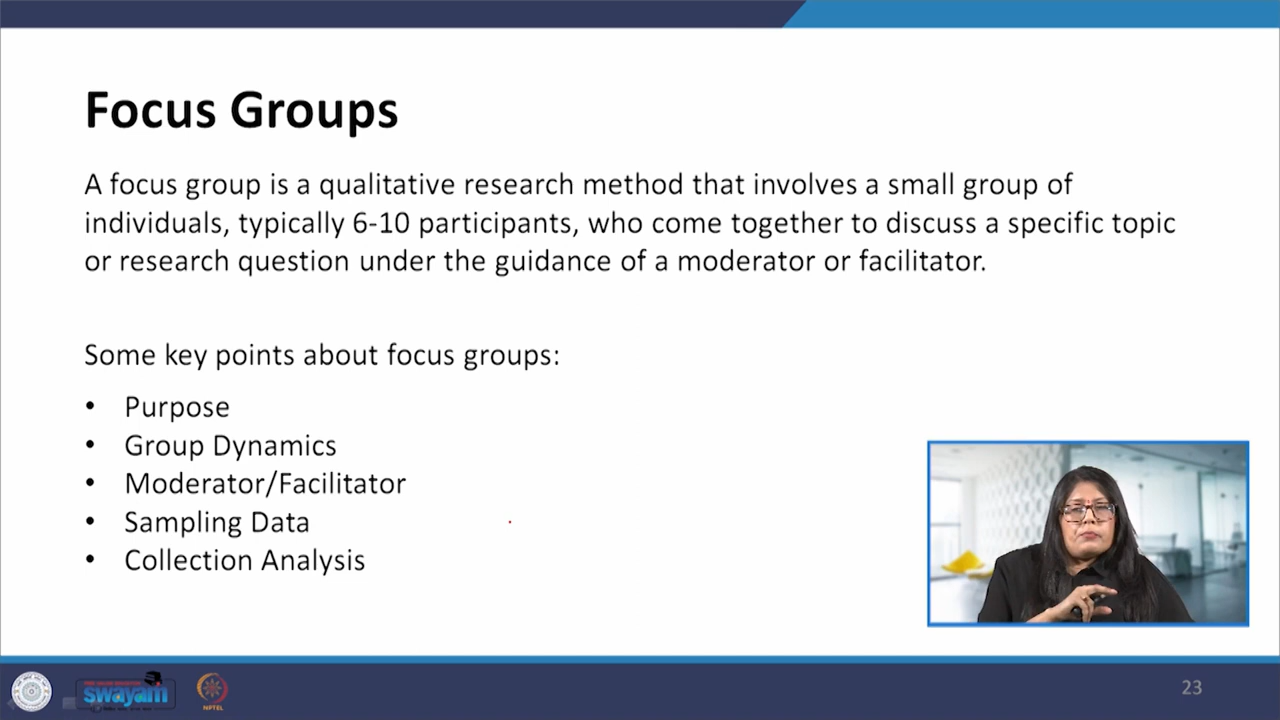 Focus Groups
A focus group is a qualitative research method that involves a small group of
individuals, typically 6-10 participants, who come together to discuss a specific topic
or research question under the guidance of a moderator or facilitator.
Some key points about focus groups:
• Purpose
• Group Dynamics
• Moderator/Facilitator
• Sampling Data
• Collection Analysis
swayam
NPTEL
23